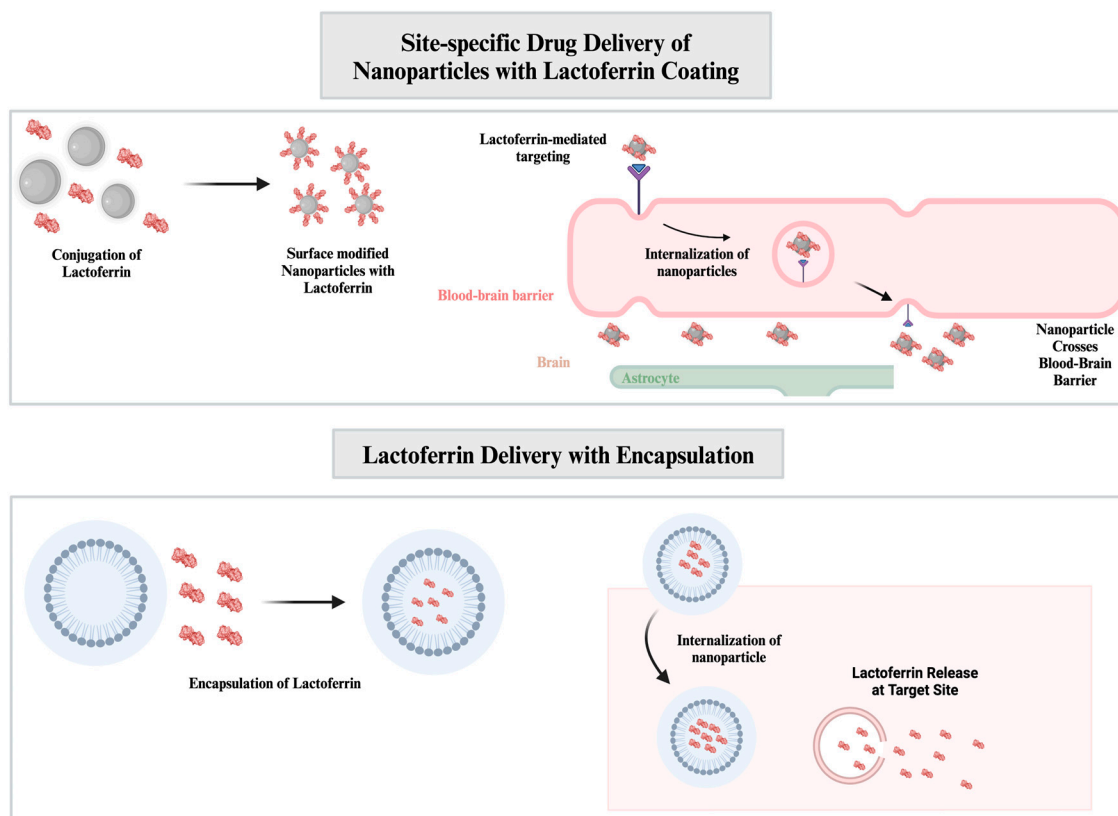 Site-specific Drug Delivery of
Nanoparticles with Lactoferrin Coating
Conjugation of
Lactoferrin
Surface modified
Nanoparticles with
Lactoferrin
Lactoferrin-mediated
targeting
Internalization of
nanoparticles
Blood-brain barrier
Brain
Astrocyte
Nanoparticle
Crosses
Blood-Brain
Barrier
Lactoferrin Delivery with Encapsulation
Encapsulation of Lactoferrin
Internalization of
nanoparticle
Lactoferrin Release
at Target Site